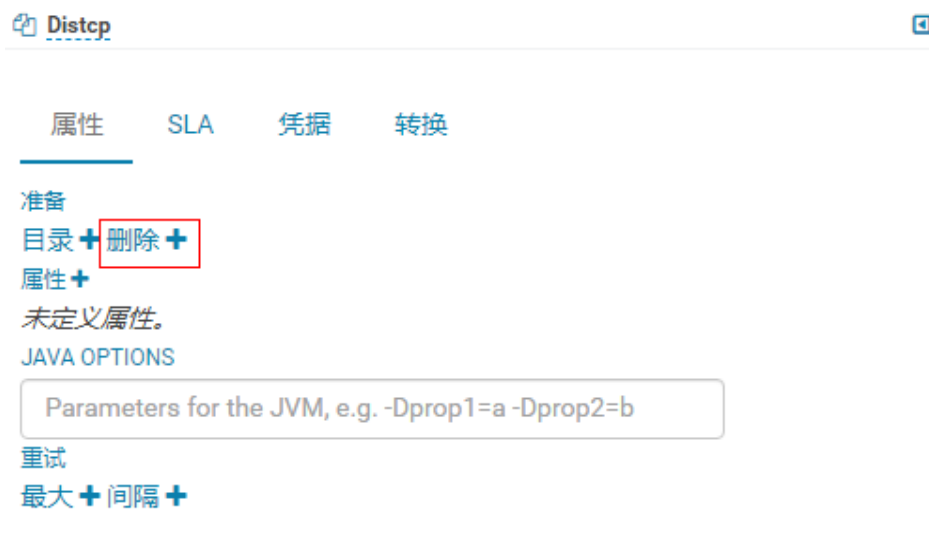 Distcp
属性 SLA 凭据 转换
准备
目录 + 删除 +
属性 +
未定义属性。
JAVA OPTIONS
Parameters for the JVM, e.g. -Dprop1=a -Dprop2=b
重试
最大 + 间隔 +